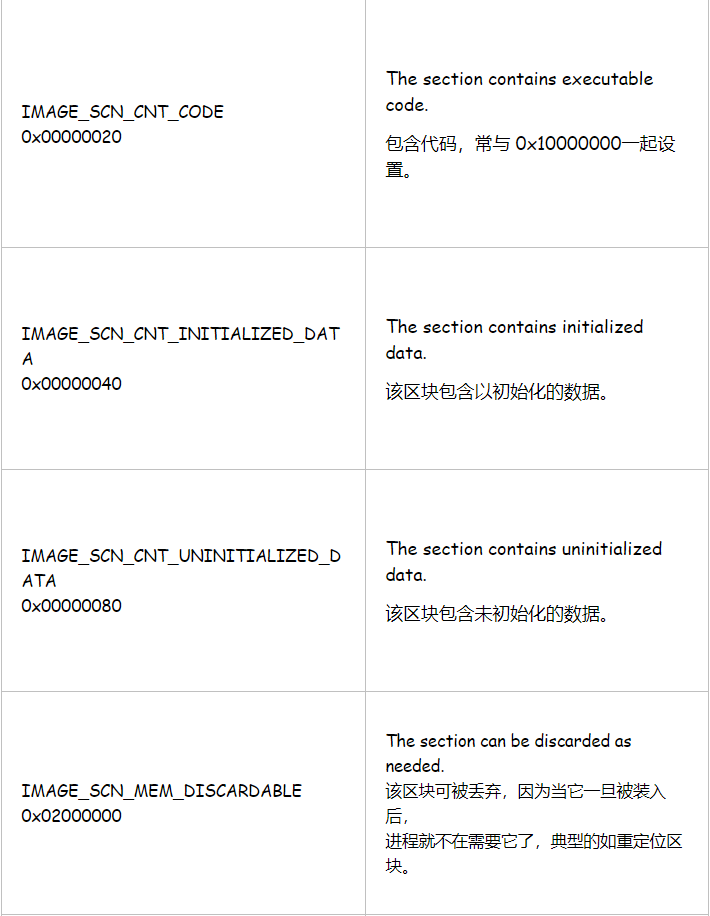 IMAGE_SCN_CNT_CODE
0x00000020
The section contains executable
code.
包含代码，常与 0x10000000一起设
置。
IMAGE_SCN_CNT_INITIALIZED_DAT
A
0x00000040
The section contains initialized
data.
该区块包含以初始化的数据。
IMAGE_SCN_CNT_UNINITIALIZED_D
ATA
0x00000080
The section contains uninitialized
data.
该区块包含未初始化的数据。
IMAGE_SCN_MEM_DISCARDABLE
0x02000000
The section can be discarded as
needed.
该区块可被丢弃，因为当它一旦被装入
后，
进程就不在需要它了，典型的如重定位区
块。